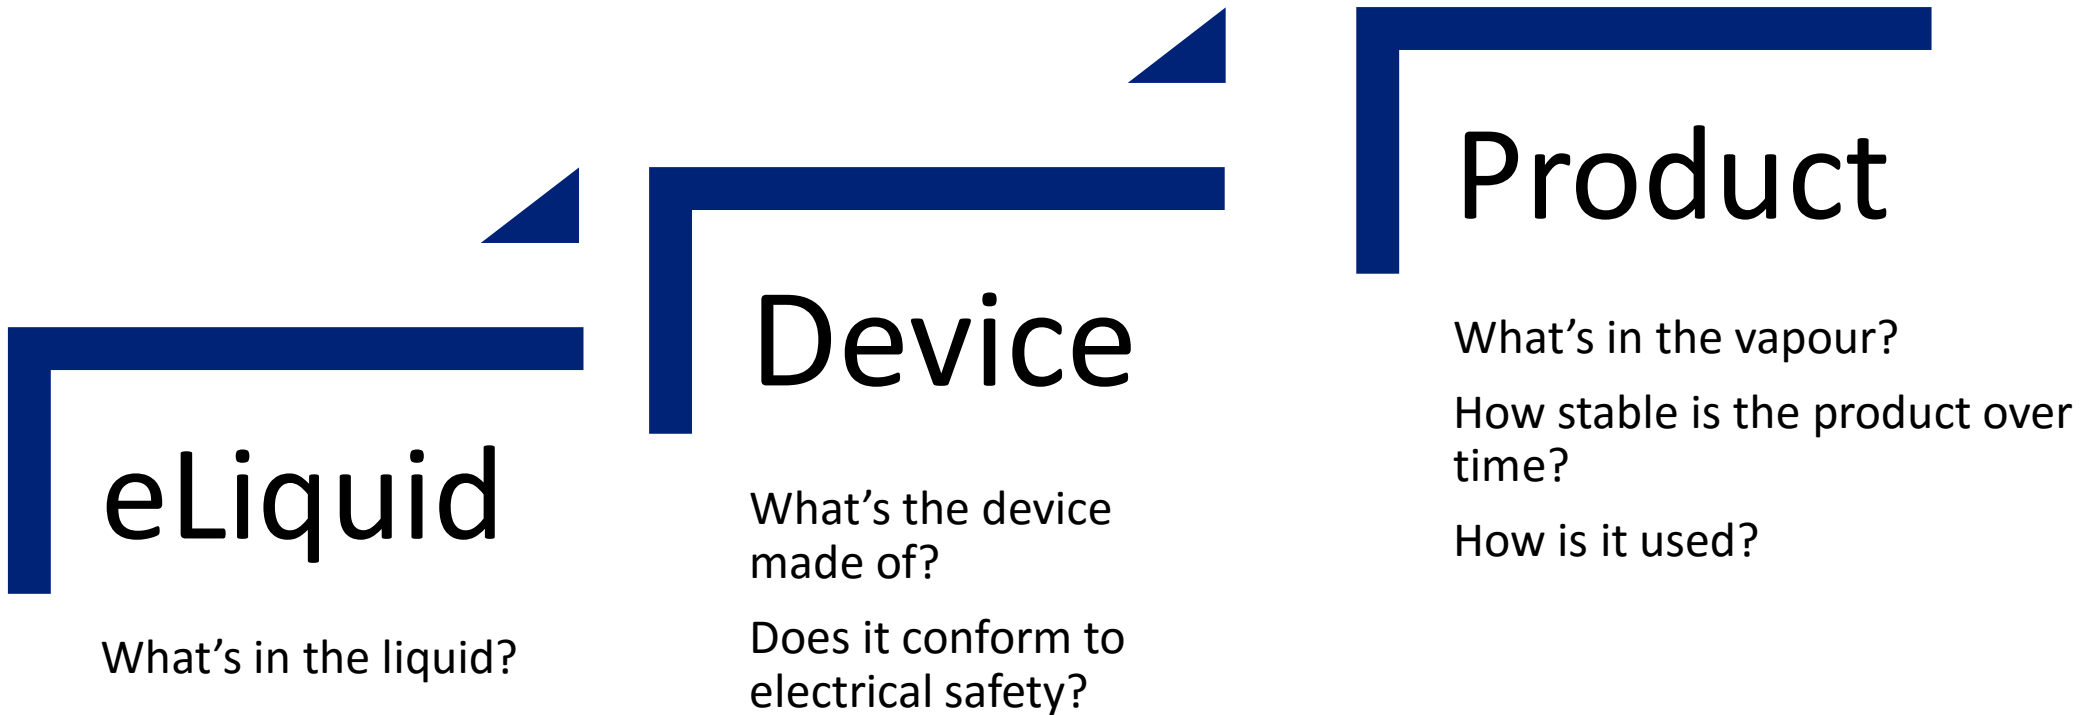 eLiquid
What’s in the liquid?
Device
What’s the device
made of?
Does it conform to
electrical safety?
Product
What’s in the vapour?
How stable is the product over
time?
How is it used?